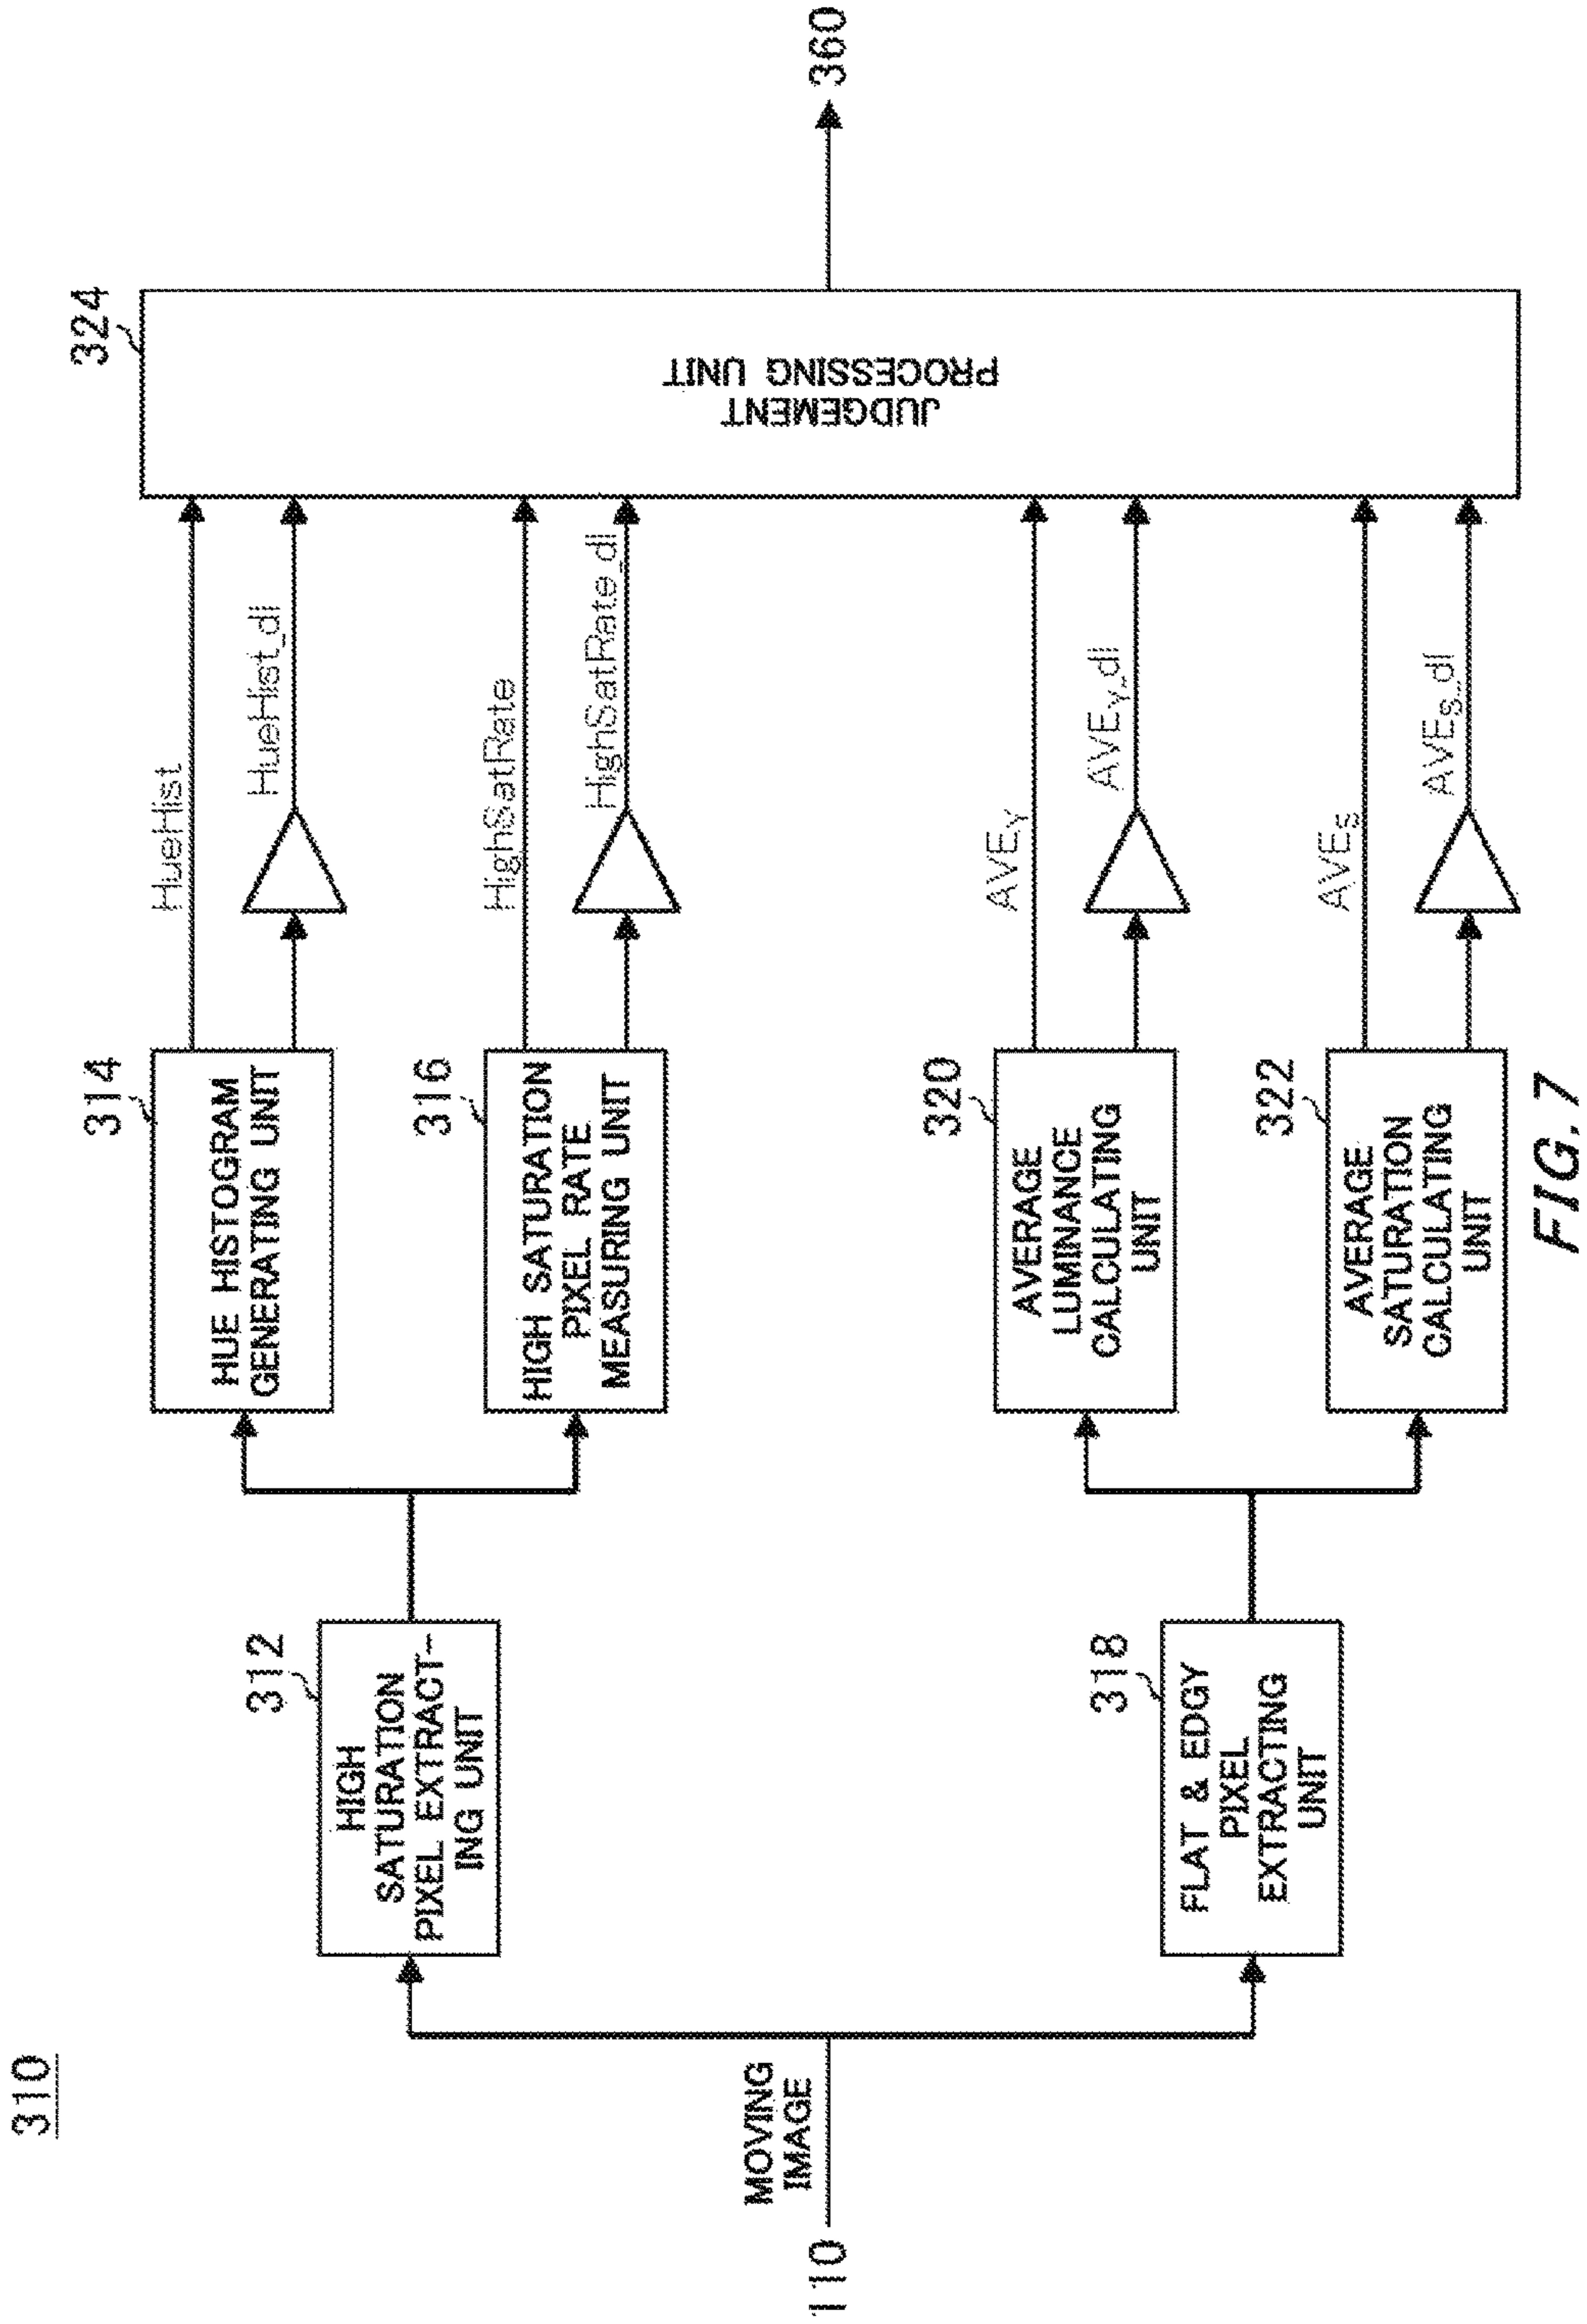 310
110
MOVING
IMAGE
312
HIGH
SATURATION
PIXEL EXTRACT-
ING UNIT
318
FLAT & EDGY
PIXEL
EXTRACTING
UNIT
314
HUE HISTOGRAM
GENERATING UNIT
316
HIGH SATURATION
PIXEL RATE
MEASURING UNIT
320
AVERAGE
LUMINANCE
CALCULATING
UNIT
322
AVERAGE
SATURATION
CALCULATING
UNIT
HueHist
HueHist_dl
HighSatRate
HighSatRate_dl
AVEY
AVEY_dl
AVES
AVES_dl
324
JUDGEMENT
PROCESSING UNIT
360
FIG.7